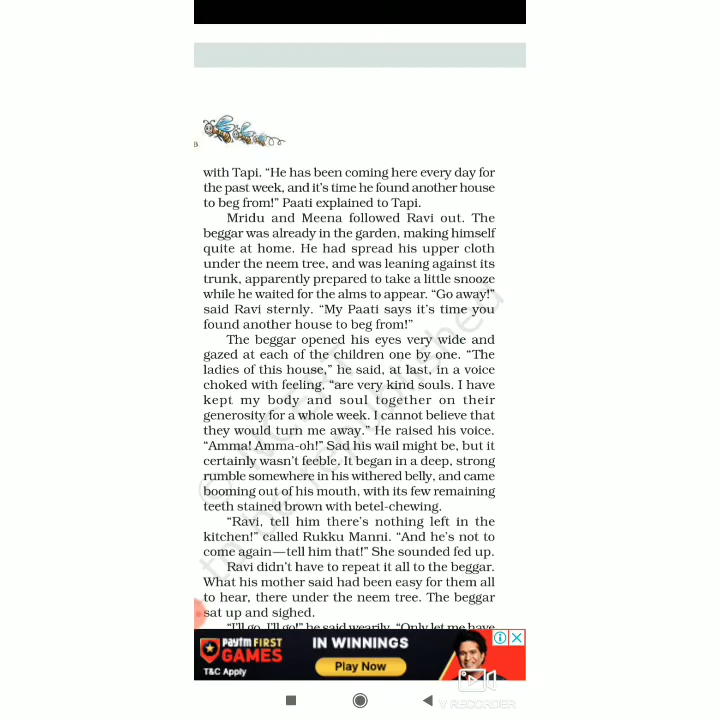 with Tapi. “He has been coming here every day for
the past week, and it's time he found another house
to beg from!” Paati explained to Tapi.
Mridu and Meena followed Ravi out. The
beggar was already in the garden, making himself
quite at home. He had spread his upper cloth
under the neem tree, and was leaning against its
trunk, apparently prepared to take a little snooze
while he waited for the alms to appear. “Go away!”
said Ravi sternly. “My Paati says it's time you
found another house to beg from!”
The beggar opened his eyes very wide and
gazed at each of the children one by one. “The
ladies of this house,” he said, at last, in a voice
choked with feeling, “are very kind souls. I have
kept my body and soul together on their
generosity for a whole week. I cannot believe that
they would turn me away.” He raised his voice.
“Amma! Amma-oh!” Sad his wail might be, but it
certainly wasn't feeble. It began in a deep, strong
rumble somewhere in his withered belly, and came
booming out of his mouth, with its few remaining
teeth stained brown with betel-chewing.
“Ravi, tell him there's nothing left in the
kitchen!” called Rukku Manni. “And he's not to
come again—tell him that!” She sounded fed up.
Ravi didn't have to repeat it all to the beggar.
What his mother said had been easy for them all
to hear, there under the neem tree. The beggar
sat up and sighed.
“I'll go, I'll go!” he said wearily. “Only let me have
paytm FIRST
GAMES
T&C Apply
IN WINNINGS
Play Now
RECORDER